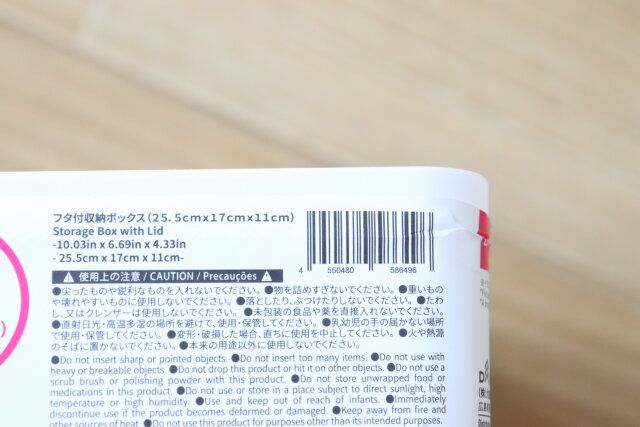 フタ付収納ボックス(25.5cmx17cmx11cm)
Storage Box with Lid
-10.03in x 6.69in x 4.33in
- 25.5cm x 17cm x 11cm-
4 550480 586496
使用上の注意 / CAUTION / Precauções
●尖ったものや鋭利なものを入れないでください。●物を詰めすぎないでください。●重いもの
や壊れやすいものに使用しないでください。●落としたり、ぶつけたりしないでください。●たわ
し、又はクレンザーは使用しないでください。●未包装の食品や薬を直接入れないでください。
●直射日光・高温多湿の場所を避けて、使用・保管してください。●乳幼児の手の届かない場所
で使用・保管してください。●変形・破損した場合、直ちに使用を中止してください。●火や熱源
のそばに置かないでください。●本来の用途以外に使用しないでください。
●Do not insert sharp or pointed objects. ●Do not insert too many items. ●Do not use with
heavy or breakable objects. ●Do not drop this product or hit it on other objects. ●Do not use a
scrub brush or polishing powder with this product. ●Do not store unwrapped food or
medications in this product. ●Do not use or store in a place subject to direct sunlight, high
temperature or high humidity. ●Use and keep out of reach of infants. ●Immediately
discontinue use if the product becomes deformed or damaged. ●Keep away from fire and
other sources of heat. ●Do not use this product for purposes other than its intended purposes.